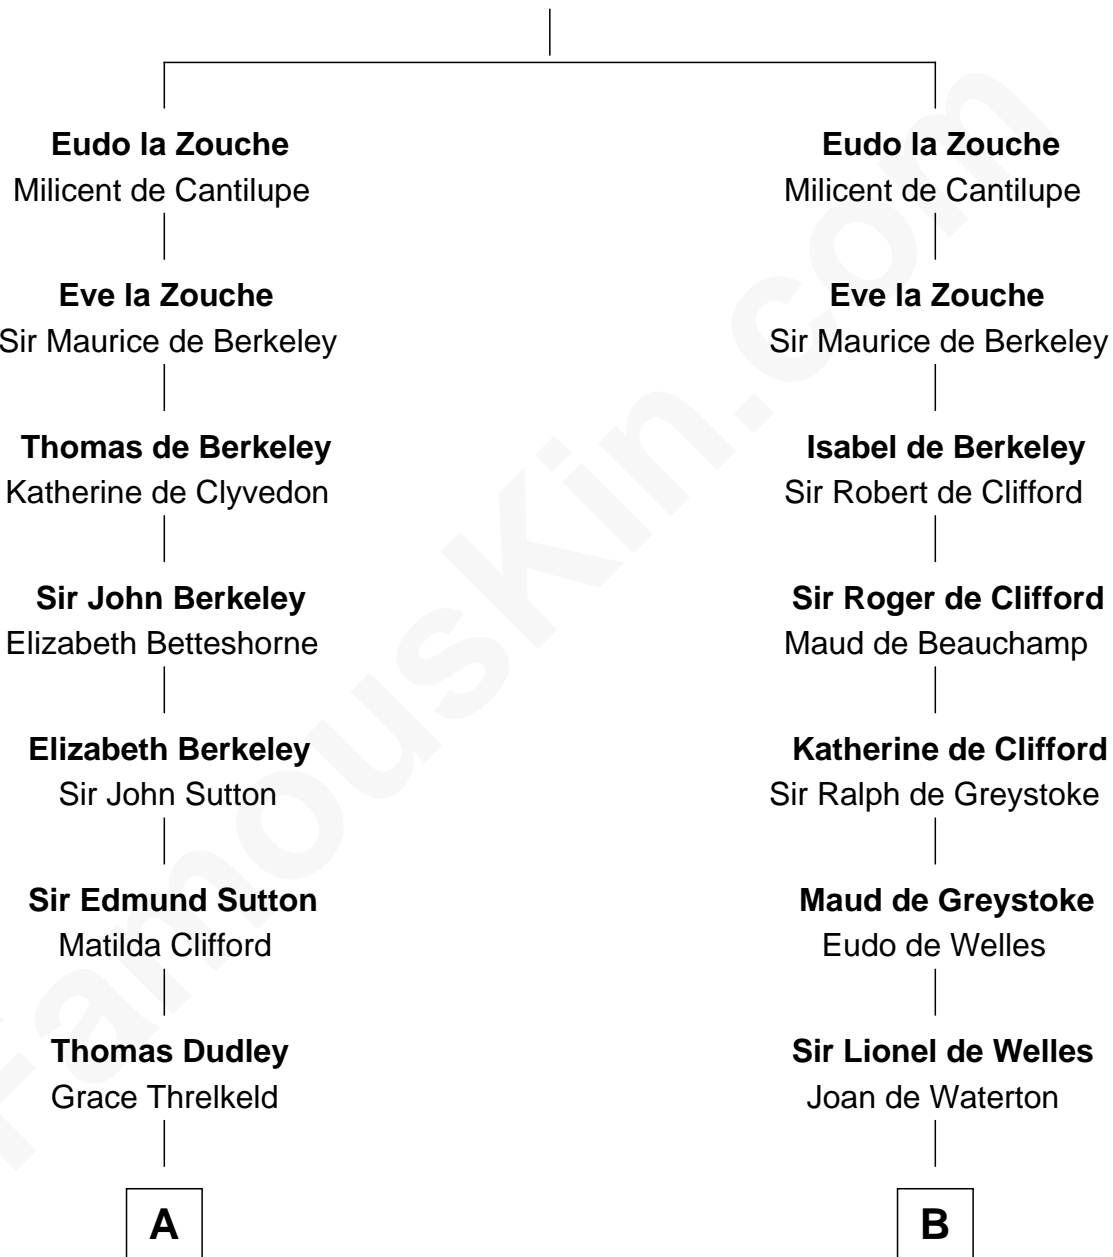 Eudo la Zouche
Milicent de Cantilupe
Eve la Zouche
Sir Maurice de Berkeley
Thomas de Berkeley
Katherine de Clyvedon
Sir John Berkeley
Elizabeth Betteshorne
Elizabeth Berkeley
Sir John Sutton
Sir Edmund Sutton
Matilda Clifford
Thomas Dudley
Grace Threlkeld
A
Eudo la Zouche
Milicent de Cantilupe
Eve la Zouche
Sir Maurice de Berkeley
Isabel de Berkeley
Sir Robert de Clifford
Sir Roger de Clifford
Maud de Beauchamp
Katherine de Clifford
Sir Ralph de Greystoke
Maud de Greystoke
Eudo de Welles
Sir Lionel de Welles
Joan de Waterton
B
FamousKin.com